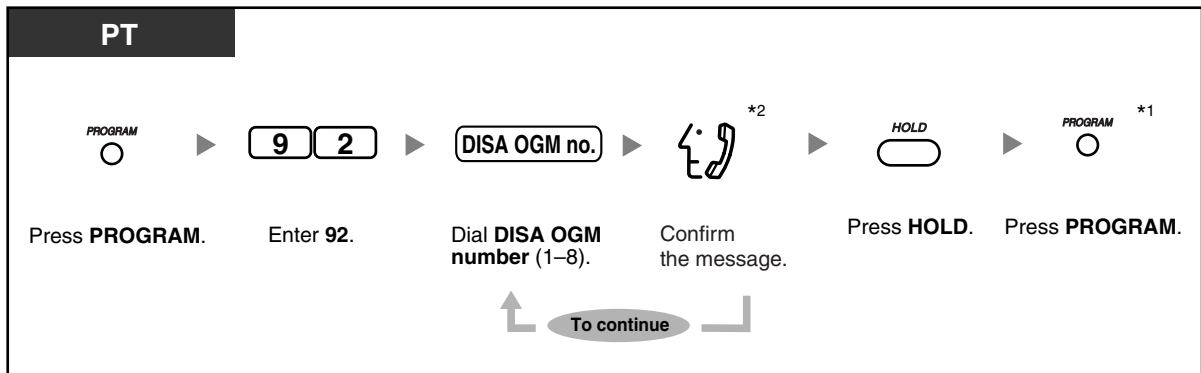 PT
PROGRAM
9 2
DISA OGM no.
*2
HOLD
PROGRAM
*1
Press PROGRAM.
Enter 92.
Dial DISA OGM
number (1–8).
Confirm
the message.
Press HOLD.
Press PROGRAM.
To continue